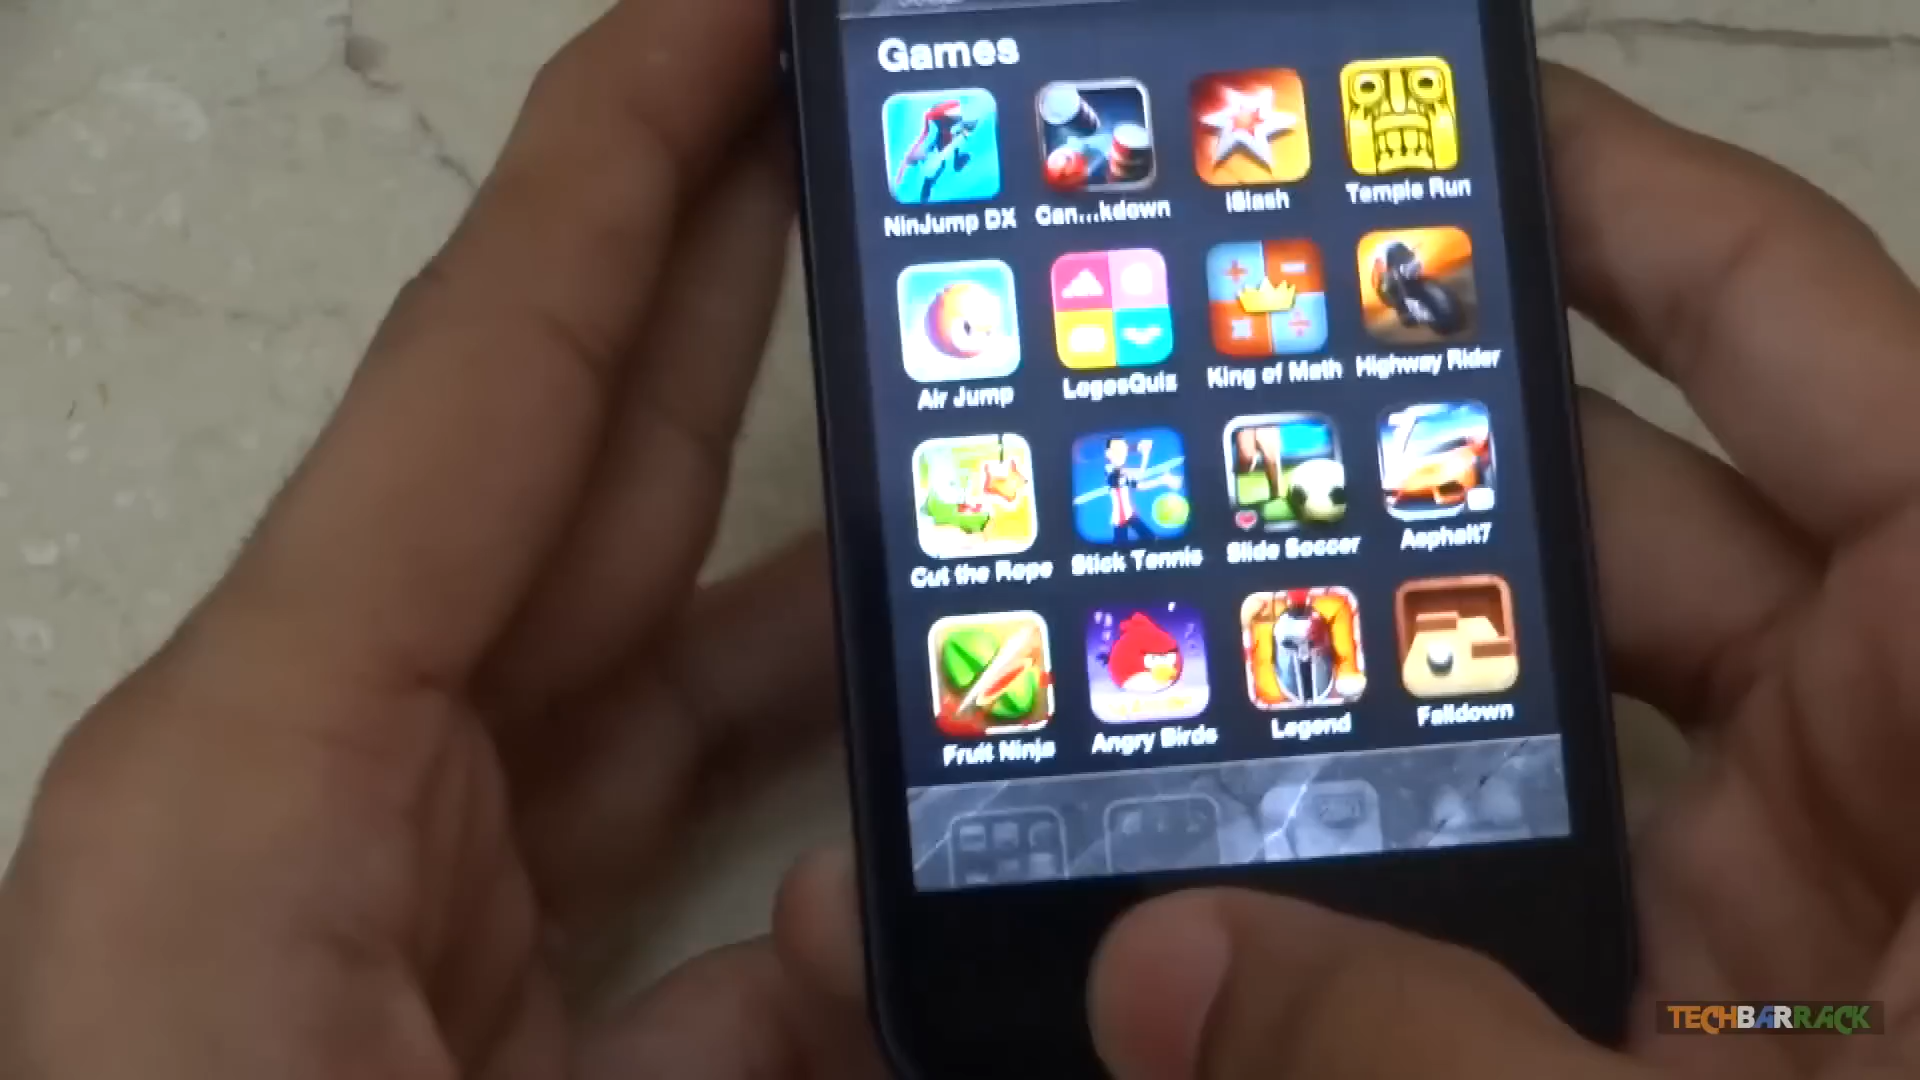 Games
NinJump DX Can...kdown iSlash Temple Run
Air Jump LogosQuiz King of Math Highway Rider
Cut the Rope Stick Tennis Slide Soccer Asphalt7
Fruit Ninja Angry Birds Legend Falldown
TECHBARRACK